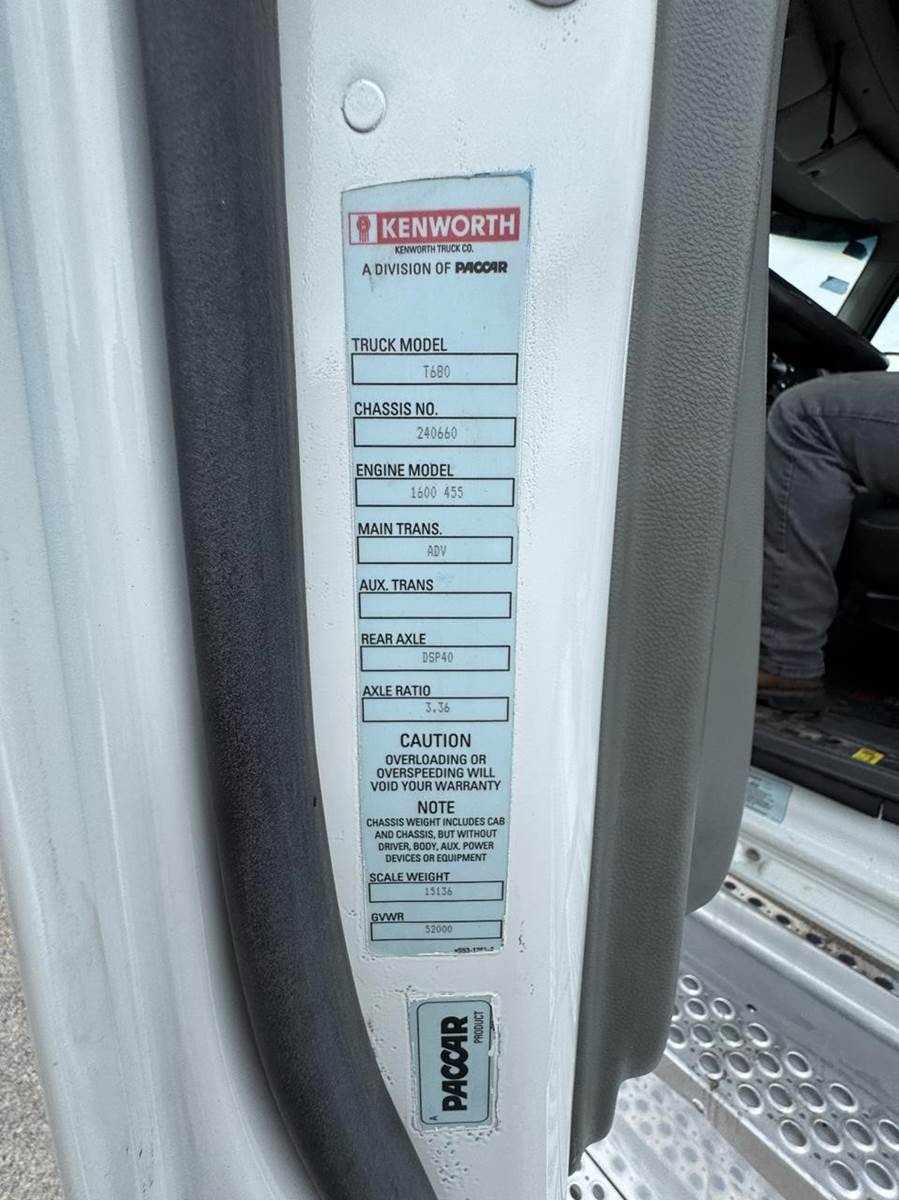 KENWORTH
KENWORTH TRUCK CO.
A DIVISION OF PACCAR
TRUCK MODEL
T680
CHASSIS NO.
240660
ENGINE MODEL
1600 455
MAIN TRANS.
ADV
AUX. TRANS
REAR AXLE
DSP40
AXLE RATIO
3.36
CAUTION
OVERLOADING OR
OVERSPEEDING WILL
VOID YOUR WARRANTY
NOTE
CHASSIS WEIGHT INCLUDES CAB
AND CHASSIS, BUT WITHOUT
DRIVER, BODY, AUX. POWER
DEVICES OR EQUIPMENT
SCALE WEIGHT
15136
GVWR
52000
A
PACCAR
PRODUCT